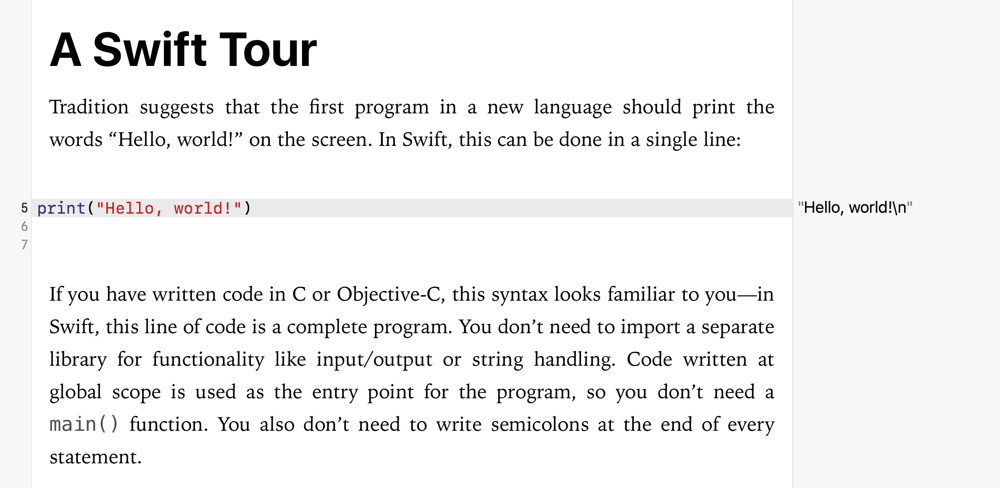 A Swift Tour
Tradition suggests that the first program in a new language should print the
words “Hello, world!” on the screen. In Swift, this can be done in a single line:
5 print("Hello, world!") "Hello, world!\n"
6
7
If you have written code in C or Objective-C, this syntax looks familiar to you—in
Swift, this line of code is a complete program. You don’t need to import a separate
library for functionality like input/output or string handling. Code written at
global scope is used as the entry point for the program, so you don’t need a
main() function. You also don’t need to write semicolons at the end of every
statement.